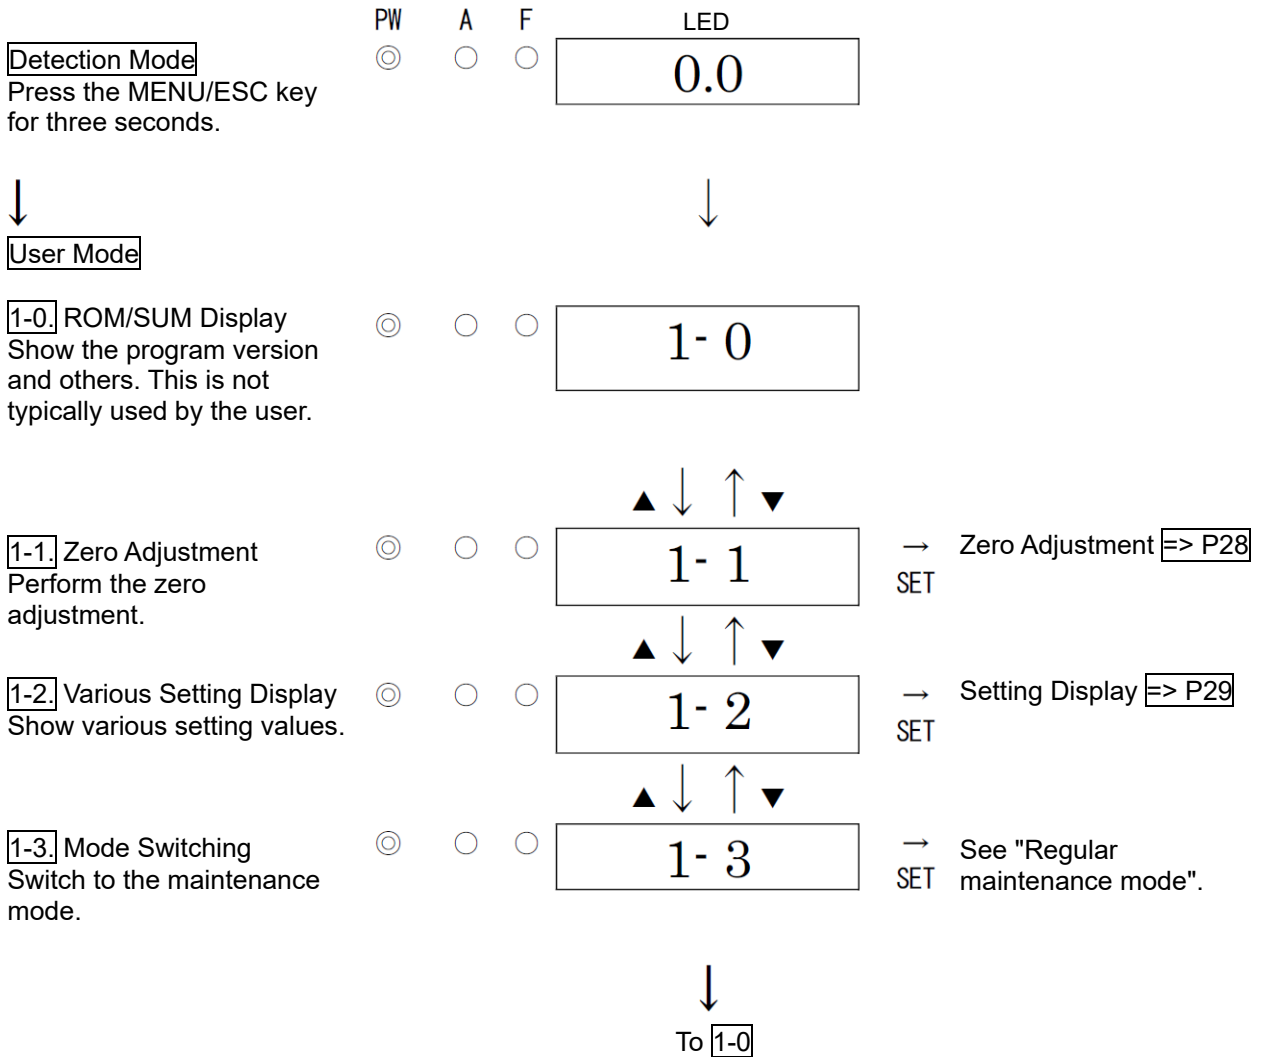 PW A F LED
Detection Mode
Press the MENU/ESC key
for three seconds.
0.0
User Mode
1-0. ROM/SUM Display
Show the program version
and others. This is not
typically used by the user.
1- 0
▲ ↓ ↑ ▼
1-1. Zero Adjustment
Perform the zero
adjustment.
1- 1
→ Zero Adjustment => P28
SET
▲ ↓ ↑ ▼
1-2. Various Setting Display
Show various setting values.
1- 2
→ Setting Display => P29
SET
▲ ↓ ↑ ▼
1-3. Mode Switching
Switch to the maintenance
mode.
1- 3
→ See "Regular
SET maintenance mode".
To 1-0